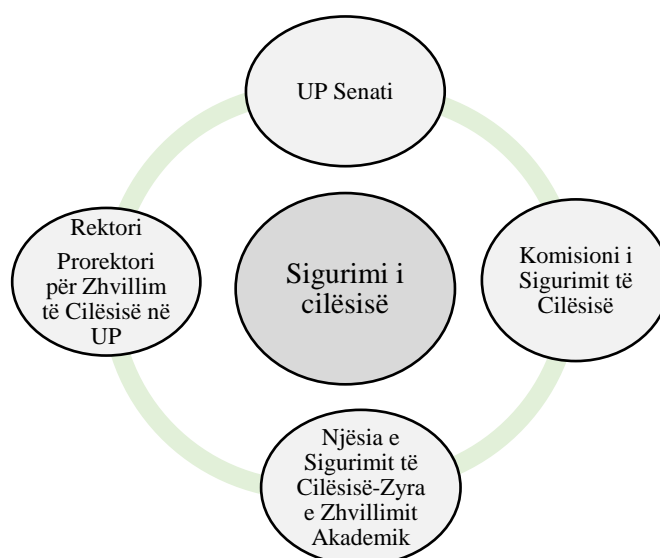 UP Senati
Rektori
Prorektori
për Zhvillim
të Cilësisë në
UP
Sigurimi i
cilësisë
Komisioni i
Sigurimit të
Cilësisë
Njësia e
Sigurimit të
Cilësisë-Zyra
e Zhvillimit
Akademik